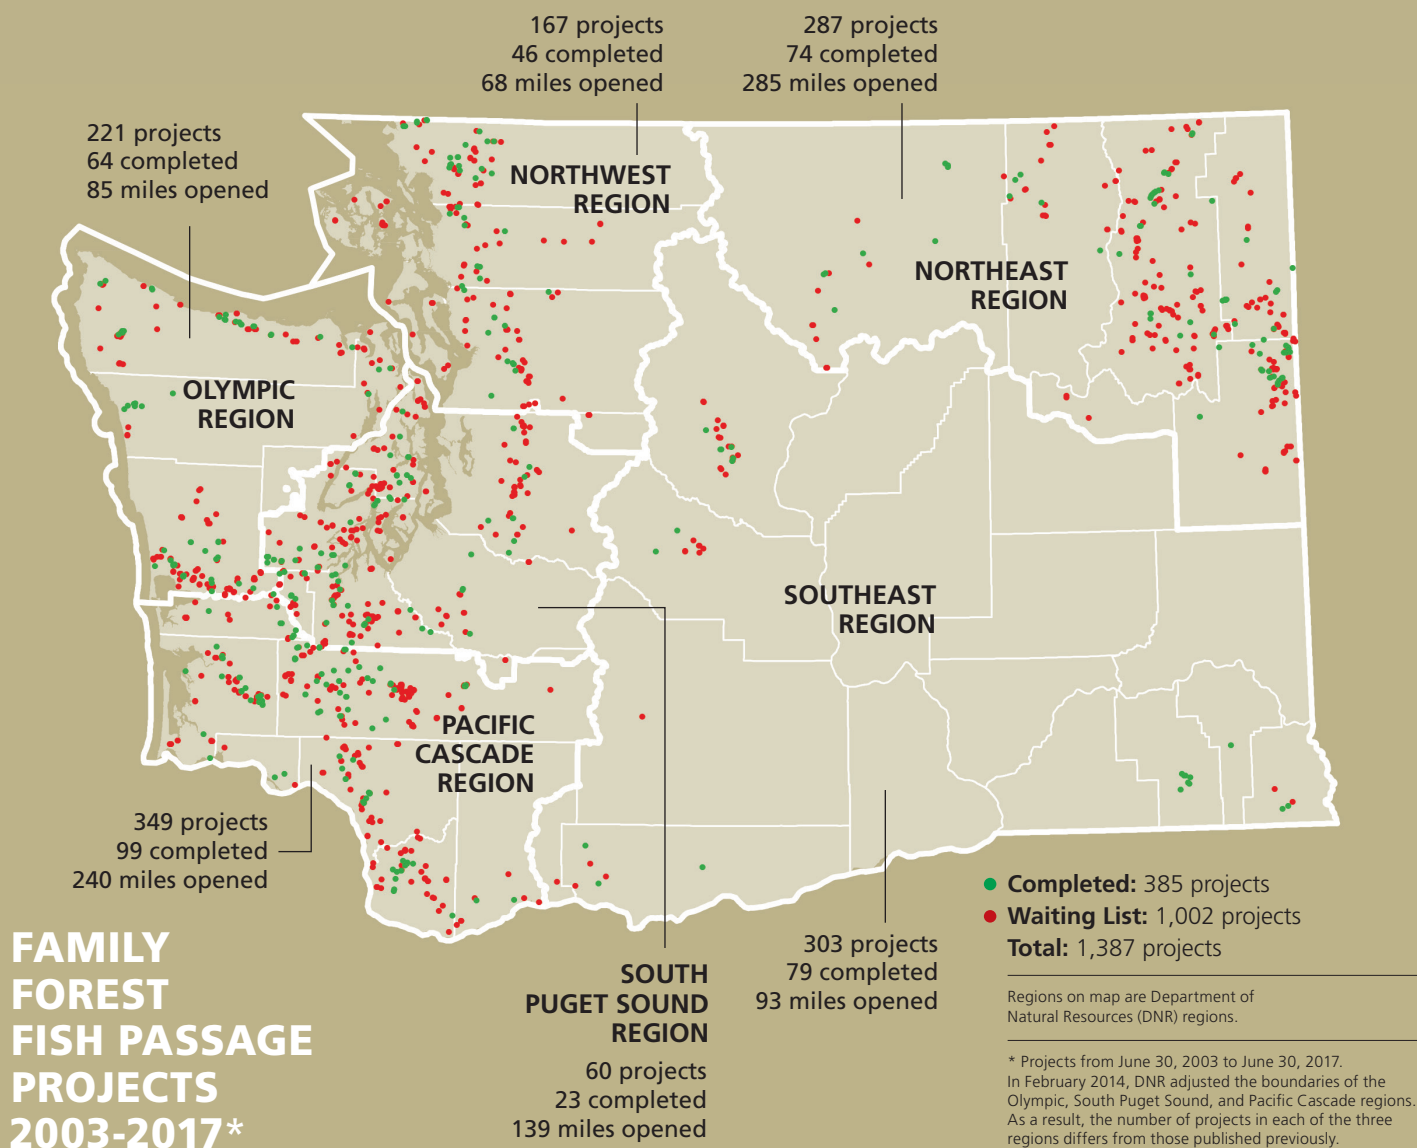 167 projects
46 completed
68 miles opened
287 projects
74 completed
285 miles opened
221 projects
64 completed
85 miles opened
NORTHWEST
REGION
NORTHEAST
REGION
OLYMPIC
REGION
SOUTHEAST
REGION
PACIFIC
CASCADE
REGION
349 projects
99 completed
240 miles opened
303 projects
79 completed
93 miles opened
SOUTH
PUGET SOUND
REGION
60 projects
23 completed
139 miles opened
Completed: 385 projects
Waiting List: 1,002 projects
Total: 1,387 projects
Regions on map are Department of
Natural Resources (DNR) regions.
* Projects from June 30, 2003 to June 30, 2017.
In February 2014, DNR adjusted the boundaries of the
Olympic, South Puget Sound, and Pacific Cascade regions.
As a result, the number of projects in each of the three
regions differs from those published previously.
FAMILY
FOREST
FISH PASSAGE
PROJECTS
2003-2017*